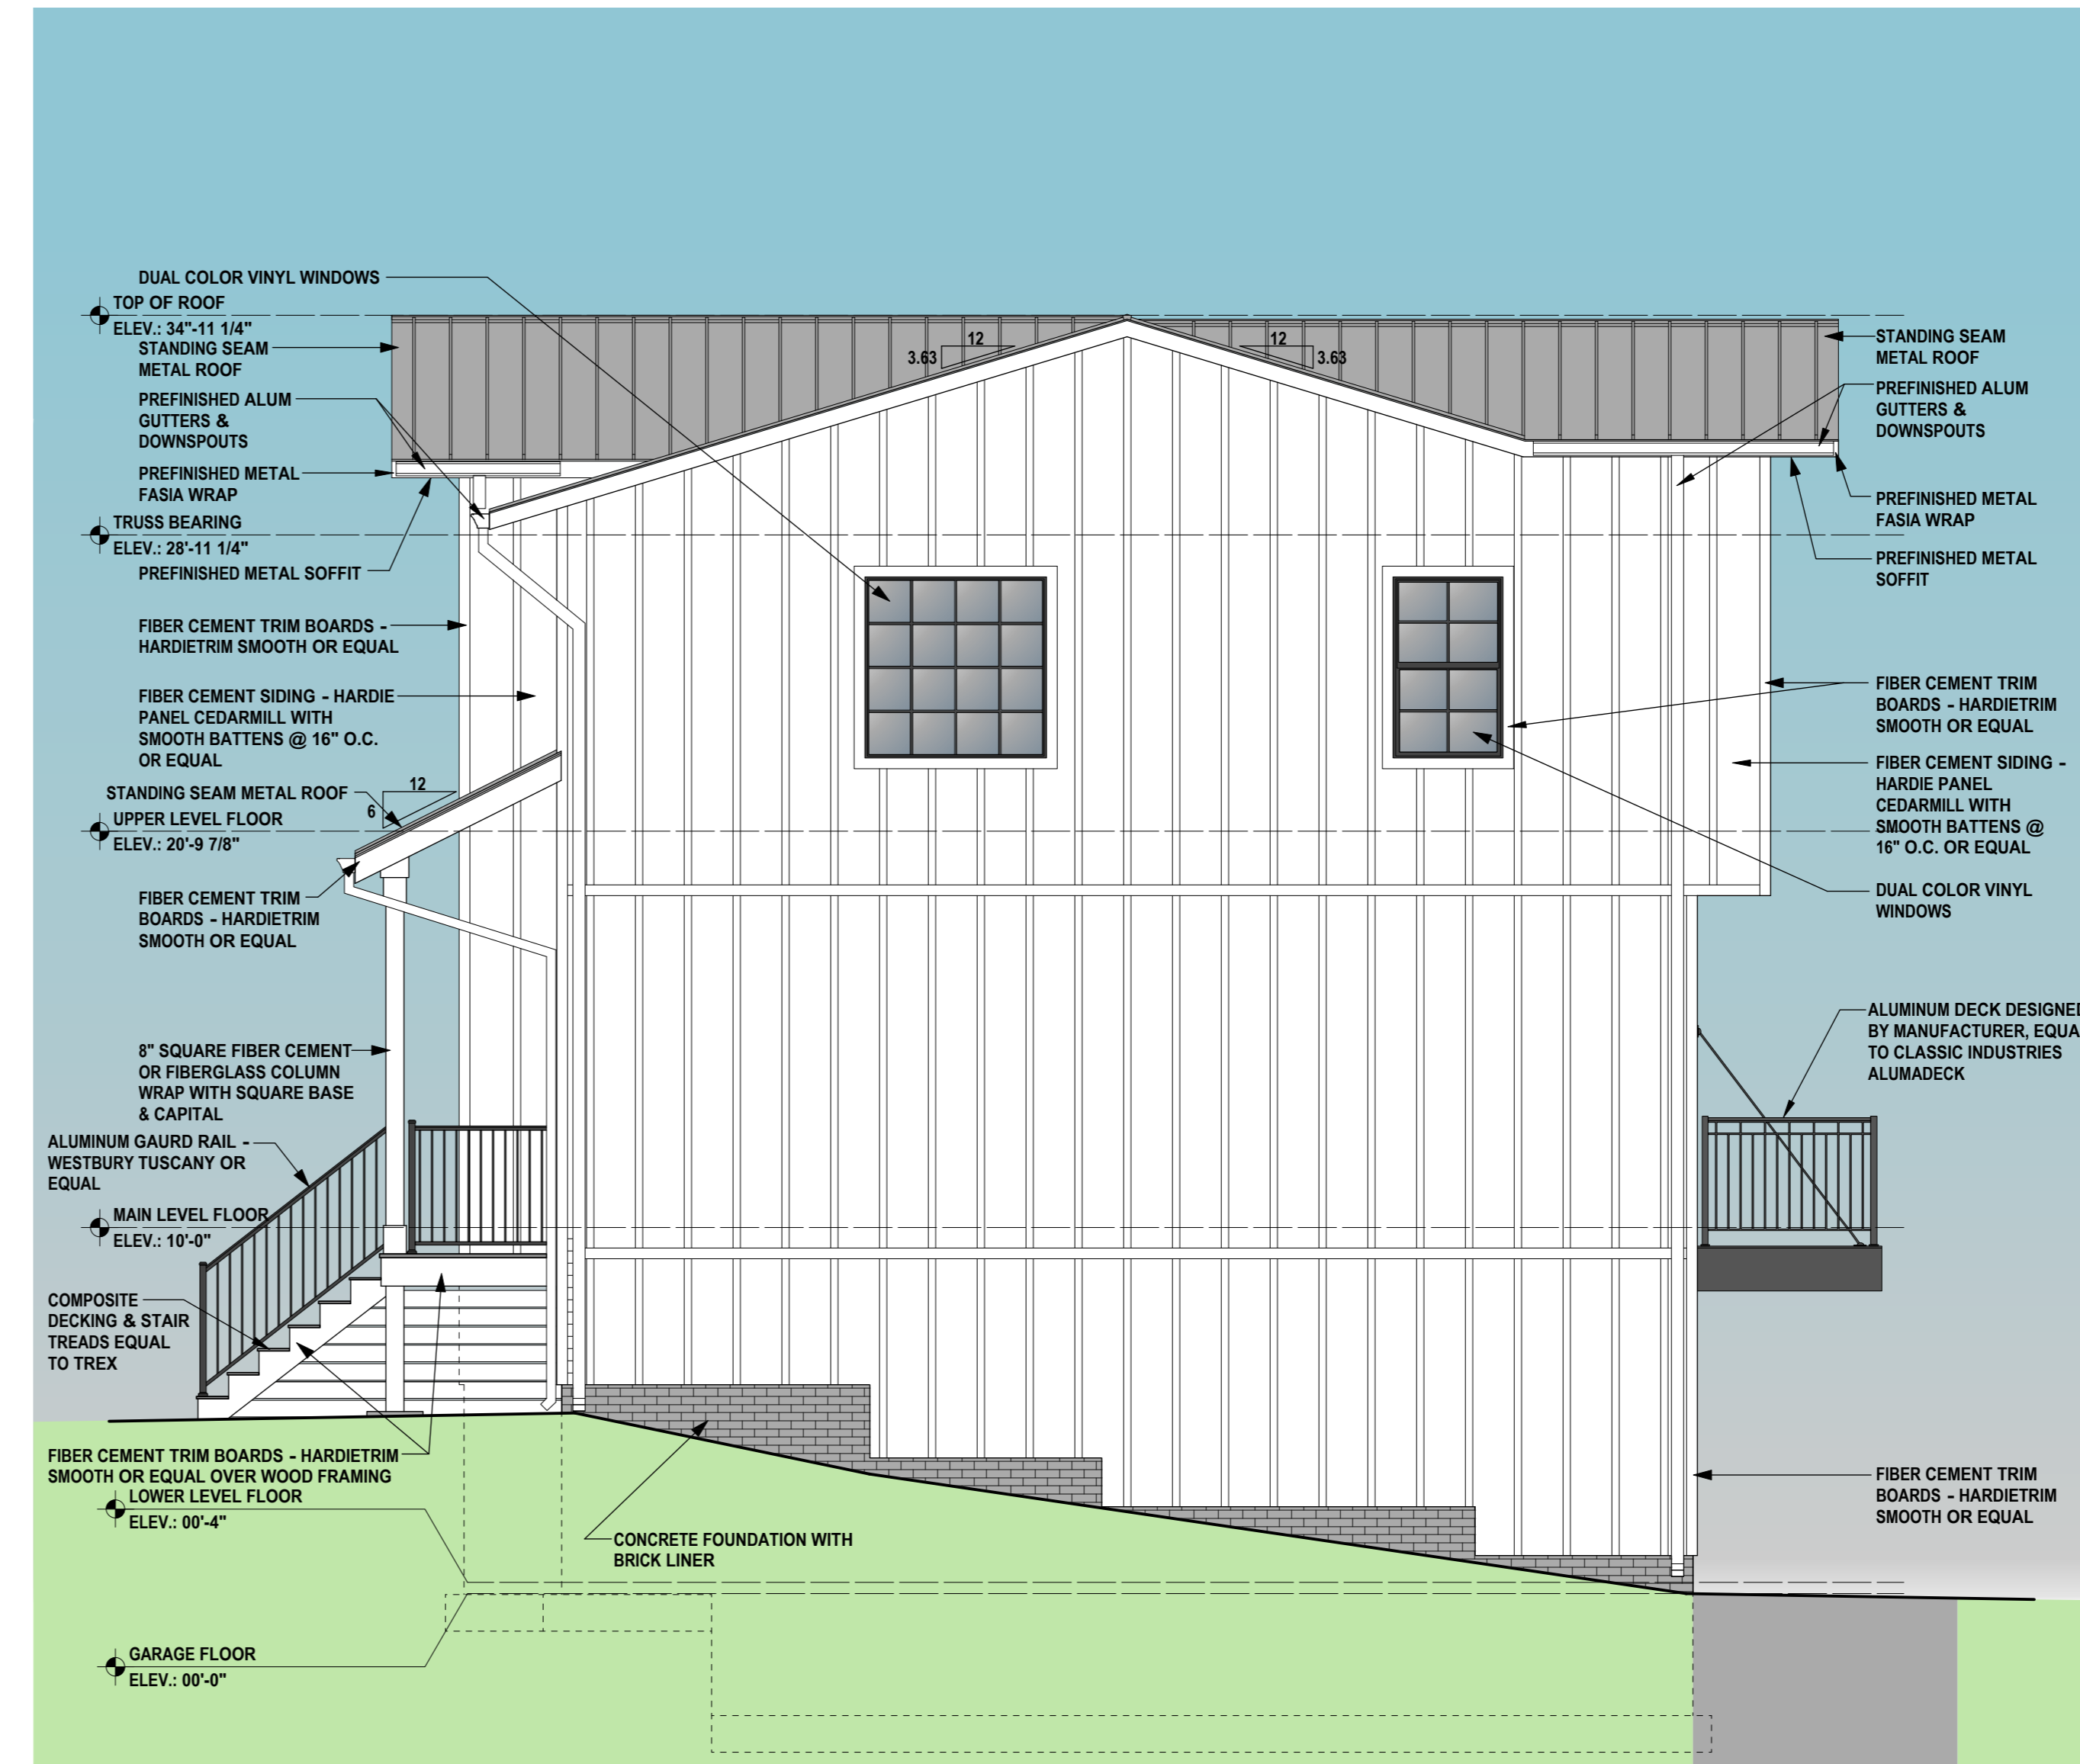 DUAL COLOR VINYL WINDOWS
TOP OF ROOF
ELEV.: 34"-11 1/4"
STANDING SEAM
METAL ROOF
PREFINISHED ALUM
GUTTERS &
DOWNSPOUTS
PREFINISHED METAL
FASIA WRAP
TRUSS BEARING
ELEV.: 28'-11 1/4"
PREFINISHED METAL SOFFIT
FIBER CEMENT TRIM BOARDS -
HARDIETRIM SMOOTH OR EQUAL
FIBER CEMENT SIDING - HARDIE
PANEL CEDARMILL WITH
SMOOTH BATTENS @ 16" O.C.
OR EQUAL
STANDING SEAM METAL ROOF
12
6
UPPER LEVEL FLOOR
ELEV.: 20'-9 7/8"
FIBER CEMENT TRIM
BOARDS - HARDIETRIM
SMOOTH OR EQUAL
8" SQUARE FIBER CEMENT
OR FIBERGLASS COLUMN
WRAP WITH SQUARE BASE
& CAPITAL
ALUMINUM GAURD RAIL -
WESTBURY TUSCANY OR
EQUAL
MAIN LEVEL FLOOR
ELEV.: 10'-0"
COMPOSITE
DECKING & STAIR
TREADS EQUAL
TO TREX
FIBER CEMENT TRIM BOARDS - HARDIETRIM
SMOOTH OR EQUAL OVER WOOD FRAMING
LOWER LEVEL FLOOR
ELEV.: 00'-4"
GARAGE FLOOR
ELEV.: 00'-0"
12
3.63
12
3.63
CONCRETE FOUNDATION WITH
BRICK LINER
STANDING SEAM
METAL ROOF
PREFINISHED ALUM
GUTTERS &
DOWNSPOUTS
PREFINISHED METAL
FASIA WRAP
PREFINISHED METAL
SOFFIT
FIBER CEMENT TRIM
BOARDS - HARDIETRIM
SMOOTH OR EQUAL
FIBER CEMENT SIDING -
HARDIE PANEL
CEDARMILL WITH
SMOOTH BATTENS @
16" O.C. OR EQUAL
DUAL COLOR VINYL
WINDOWS
ALUMINUM DECK DESIGNED
BY MANUFACTURER, EQUA
TO CLASSIC INDUSTRIES
ALUMADECK
FIBER CEMENT TRIM
BOARDS - HARDIETRIM
SMOOTH OR EQUAL